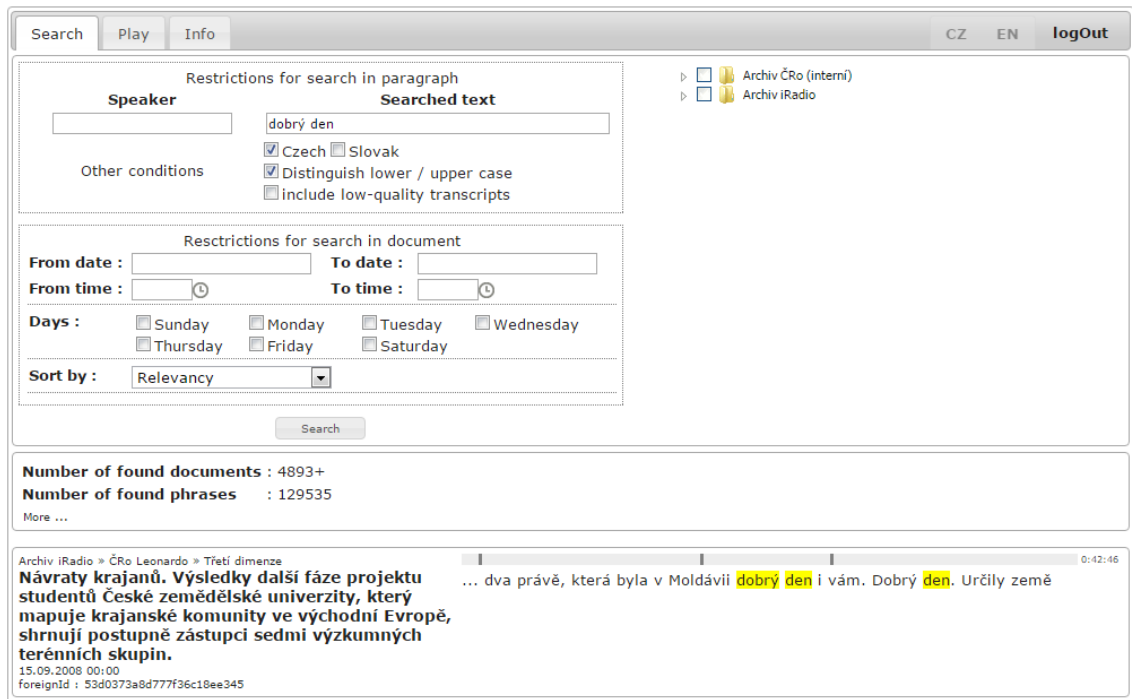 Search Play Info CZ EN logOut
Restrictions for search in paragraph
Speaker Searched text
dobrý den
Czech Slovak
Other conditions Distinguish lower / upper case
include low-quality transcripts
Archiv ČRo (interní)
Archiv iRadio
Resctrictions for search in document
From date : To date :
From time : To time :
Days : Sunday Monday Tuesday Wednesday
Thursday Friday Saturday
Sort by : Relevancy
Search
Number of found documents : 4893+
Number of found phrases : 129535
More ...
Archiv iRadio » ČRo Leonardo » Třetí dimenze
Návraty krajanů. Výsledky další fáze projektu
studentů České zemědělské univerzity, který
mapuje krajanské komunity ve východní Evropě,
shrnují postupně zástupci sedmi výzkumných
terénních skupin.
15.09.2008 00:00
foreignId : 53d0373a8d777f36c18ee345
0:42:46
... dva právě, která byla v Moldávii dobrý den i vám. Dobrý den. Určily země